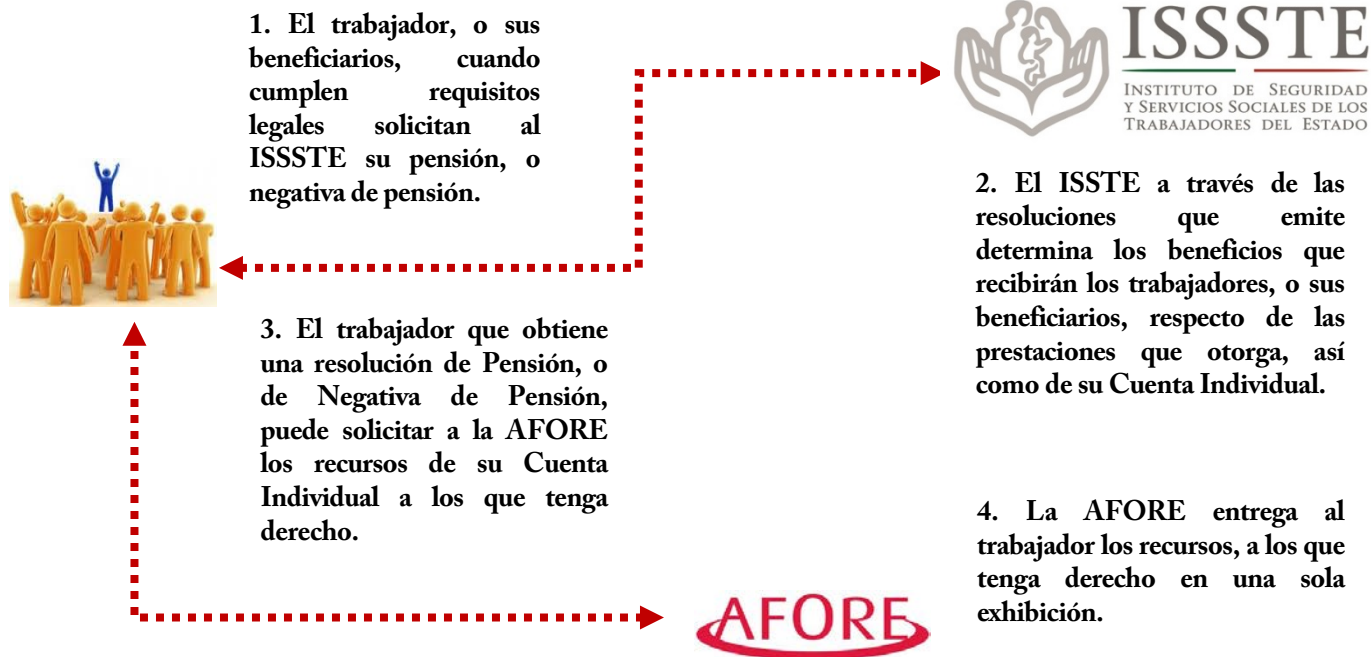 1. El trabajador, o sus
beneficiarios, cuando
cumplen requisitos
legales solicitan al
ISSSTE su pensión, o
negativa de pensión.
ISSSTE
INSTITUTO DE SEGURIDAD
Y SERVICIOS SOCIALES DE LOS
TRABAJADORES DEL ESTADO
2. El ISSTE a través de las
resoluciones que emite
determina los beneficios que
recibirán los trabajadores, o sus
beneficiarios, respecto de las
prestaciones que otorga, así
como de su Cuenta Individual.
3. El trabajador que obtiene
una resolución de Pensión, o
de Negativa de Pensión,
puede solicitar a la AFORE
los recursos de su Cuenta
Individual a los que tenga
derecho.
4. La AFORE entrega al
trabajador los recursos, a los que
tenga derecho en una sola
exhibición.
AFORE